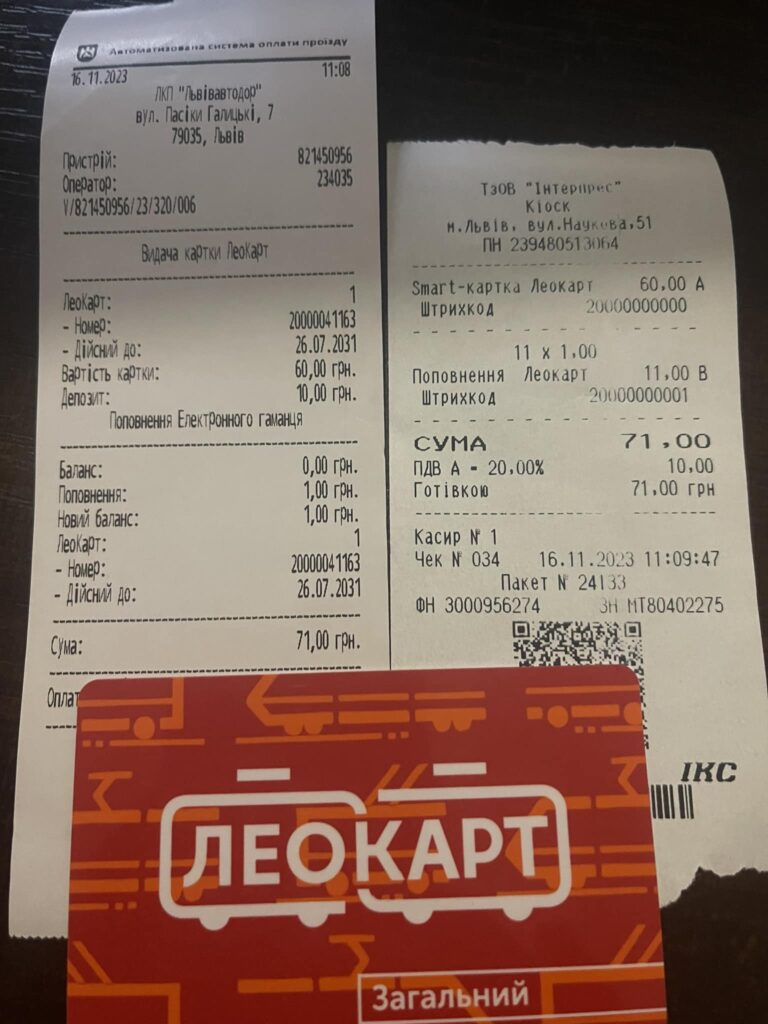 Автоматизована система оплати проїзду
16.11.2023 11:08
ЛКП "Львівавтодор"
вул. Пасіки Галицькі, 7
79035, Львів
Пристрій: 821450956
Оператор: 234035
V/821450956/23/320/006
Видача картки ЛеоКарт
ЛеоКарт: 1
- Номер: 20000041163
- Дійсний до: 26.07.2031
Вартість картки: 60,00 грн.
Депозит: 10,00 грн.
Поповнення Електронного гаманця
Баланс: 0,00 грн.
Поповнення: 1,00 грн.
Новий баланс: 1,00 грн.
ЛеоКарт: 1
- Номер: 20000041163
- Дійсний до: 26.07.2031
Сума: 71,00 грн.
Оплат
ТзОВ "Інтерпрес"
Кіоск
м.Львів, вул.Наукова,51
ПН 239480513064
Smart-картка Леокарт 60,00 А
Штрихкод 20000000000
11 x 1,00
Поповнення Леокарт 11,00 В
Штрихкод 20000000001
СУМА 71,00
ПДВ А - 20,00% 10,00
Готівкою 71,00 грн
Касир № 1
Чек № 034 16.11.2023 11:09:47
Пакет № 24133
ФН 3000956274 ЗН МТ80402275
ІКС
ЛЕОКАРТ
Загальний